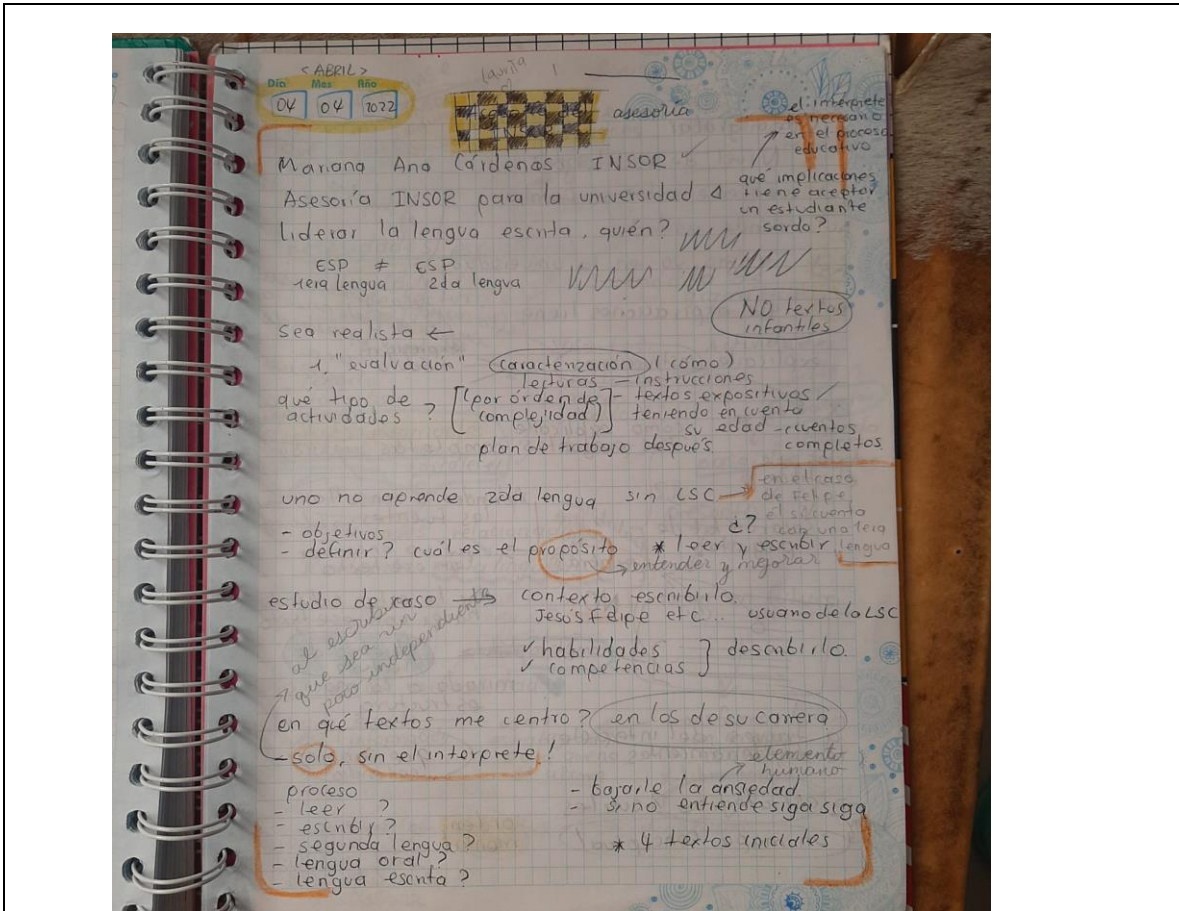 < ABRIL >
Día Mes Año
04 04 2022
asesoría
el interprete
es necesario
en el proceso
educativo
Mariana Ana Cárdenas INSOR ✓
Asesoría INSOR para la universidad
qué implicaciones
tiene aceptar
un estudiante
sordo?
liderar la lengua escrita, quién?
ESP ≠ ESP
1era lengua 2da lengua
NO textos
infantiles
sea realista ←
1. "evaluación" caracterización (cómo)
lecturas - instrucciones
qué tipo de actividades? [(por órden de complejidad)] - textos expositivos /
teniendo en cuenta
su edad - cuentos
completos
plan de trabajo después.
uno no aprende 2da lengua sin LSC →
en el caso
de Felipe,
el si cuenta
con una 1era
lengua
¿?
- objetivos
- definir? cuál es el propósito * leer y escribir
→ entender y mejorar
estudio de caso → contexto escribirlo.
Jesús Felipe etc.. usuario de la LSC
al escribir
que sea un
poco independiente
✓ habilidades
✓ competencias } describirlo.
en qué textos me centro? en los de su carrera
- solo, sin el interprete!
elemento
humano
proceso
- leer ?
- escribir ?
- segunda lengua ?
- lengua oral ?
- lengua escrita ?
- bajarle la ansiedad.
- si no entiende siga siga
* 4 textos iniciales